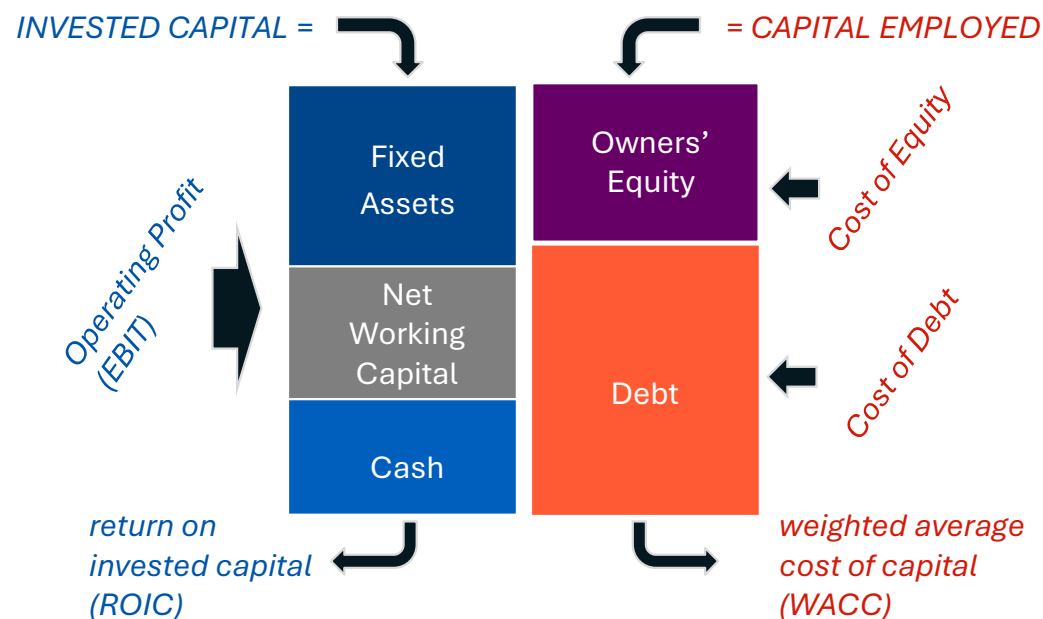 INVESTED CAPITAL =
= CAPITAL EMPLOYED
Fixed
Assets
Net
Working
Capital
Cash
Owners’
Equity
Debt
Operating Profit
(EBIT)
Cost of Equity
Cost of Debt
return on
invested capital
(ROIC)
weighted average
cost of capital
(WACC)